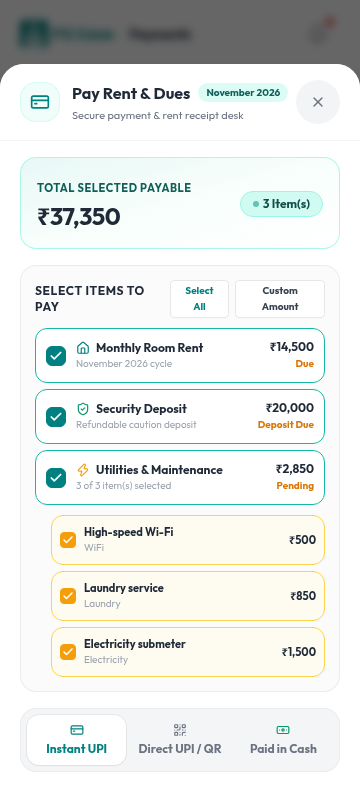 Payments
Pay Rent & Dues
November 2026
Secure payment & rent receipt desk
TOTAL SELECTED PAYABLE
₹37,350
3 Item(s)
SELECT ITEMS TO
PAY
Select
All
Custom
Amount
Monthly Room Rent
₹14,500
November 2026 cycle
Due
Security Deposit
₹20,000
Refundable caution deposit
Deposit Due
Utilities & Maintenance
₹2,850
3 of 3 item(s) selected
Pending
High-speed Wi-Fi
WiFi
₹500
Laundry service
Laundry
₹850
Electricity submeter
Electricity
₹1,500
Instant UPI
Direct UPI / QR
Paid in Cash